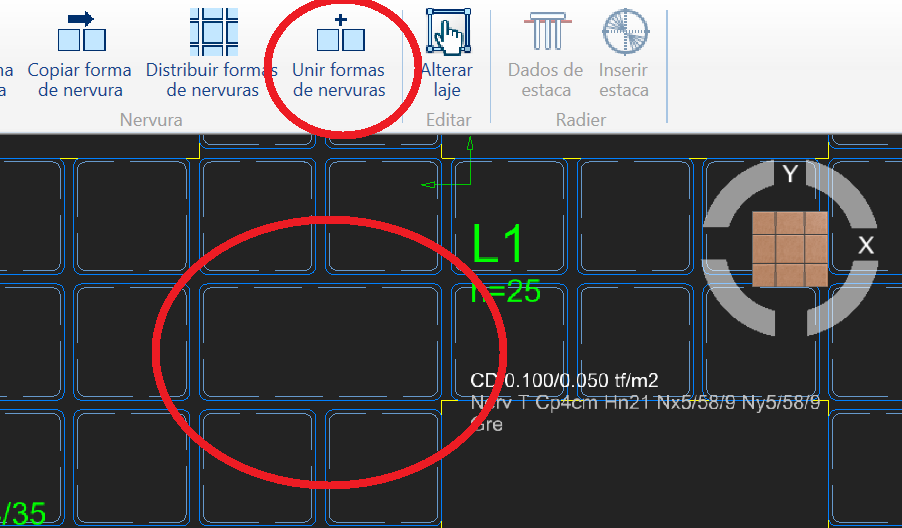 na
a
Copiar forma
de nervura
Distribuir formas
de nervuras
Unir formas
de nervuras
Alterar
laje
Dados de
estaca
Inserir
estaca
Nervura
Editar
Radier
Y
X
L1
h=25
CD 0.100/0.050 tf/m2
Nerv T Cp4cm Hn21 Nx5/58/9 Ny5/58/9
Gre
/35